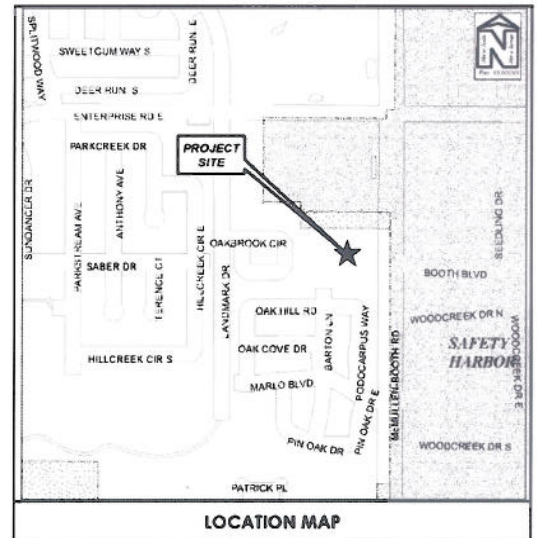 SPLITWOOD WAY
SWEETGUM WAY S
DEER RUN E
DEER RUN S
ENTERPRISE RD E
PARKCREEK DR
PROJECT
SITE
SUNDANCER DR
PARKSTREAM AVE
ANTHONY AVE
SABER DR
TERENCE CT
HILLCREEK CIR E
OAKBROOK CIR
LANDMARK DR
SEEDLING DR
BOOTH BLVD
OAK HILL RD
BARTON LN
PODOCARPUS WAY
WOODCREEK DR N
OAK COVE DR
SAFETY
HARBOR
WOODCREEK DR E
HILLCREEK CIR S
MARLO BLVD
McMULLEN BOOTH RD
PIN OAK DR
PIN OAK DR E
WOODCREEK DR S
PATRICK PL
LOCATION MAP